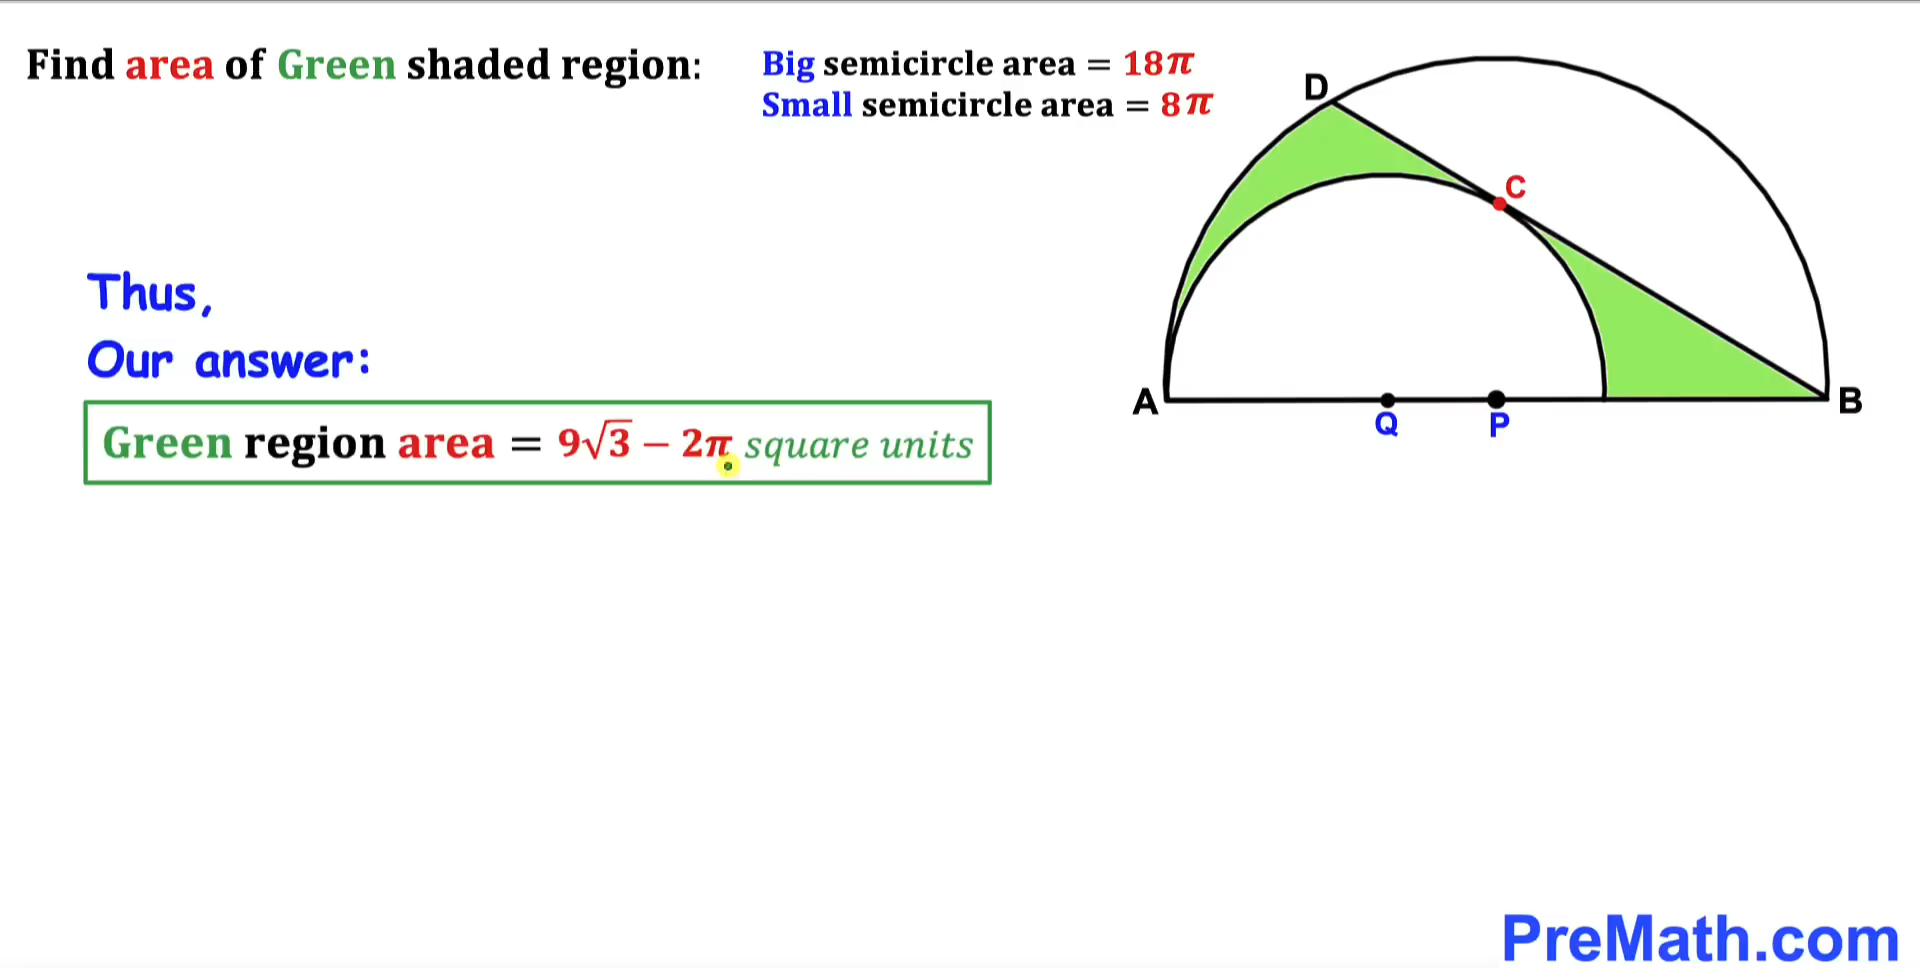 Find area of Green shaded region:
Big semicircle area = 18π
Small semicircle area = 8π
D
C
A
Q
P
B
Thus,
Our answer:
Green region area = 9√3 − 2π square units
PreMath.com